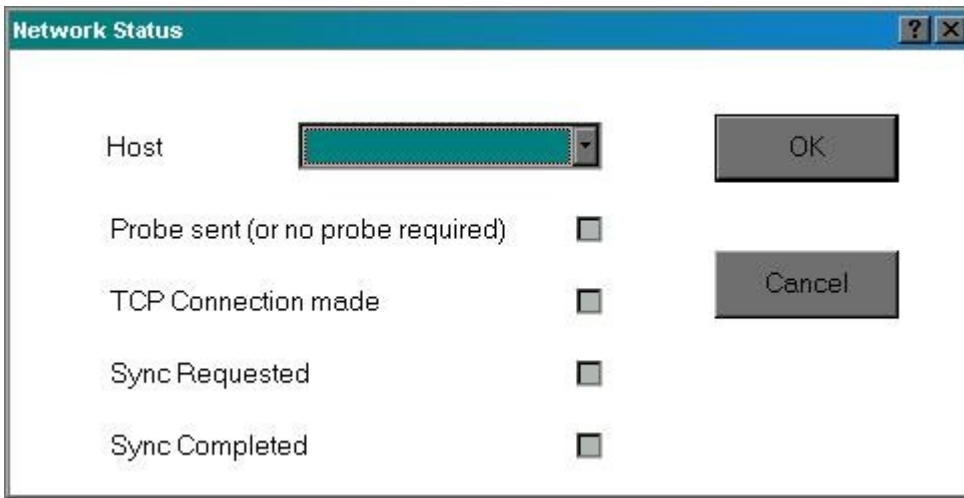 Network Status
Host
OK
Probe sent (or no probe required)
Cancel
TCP Connection made
Sync Requested
Sync Completed